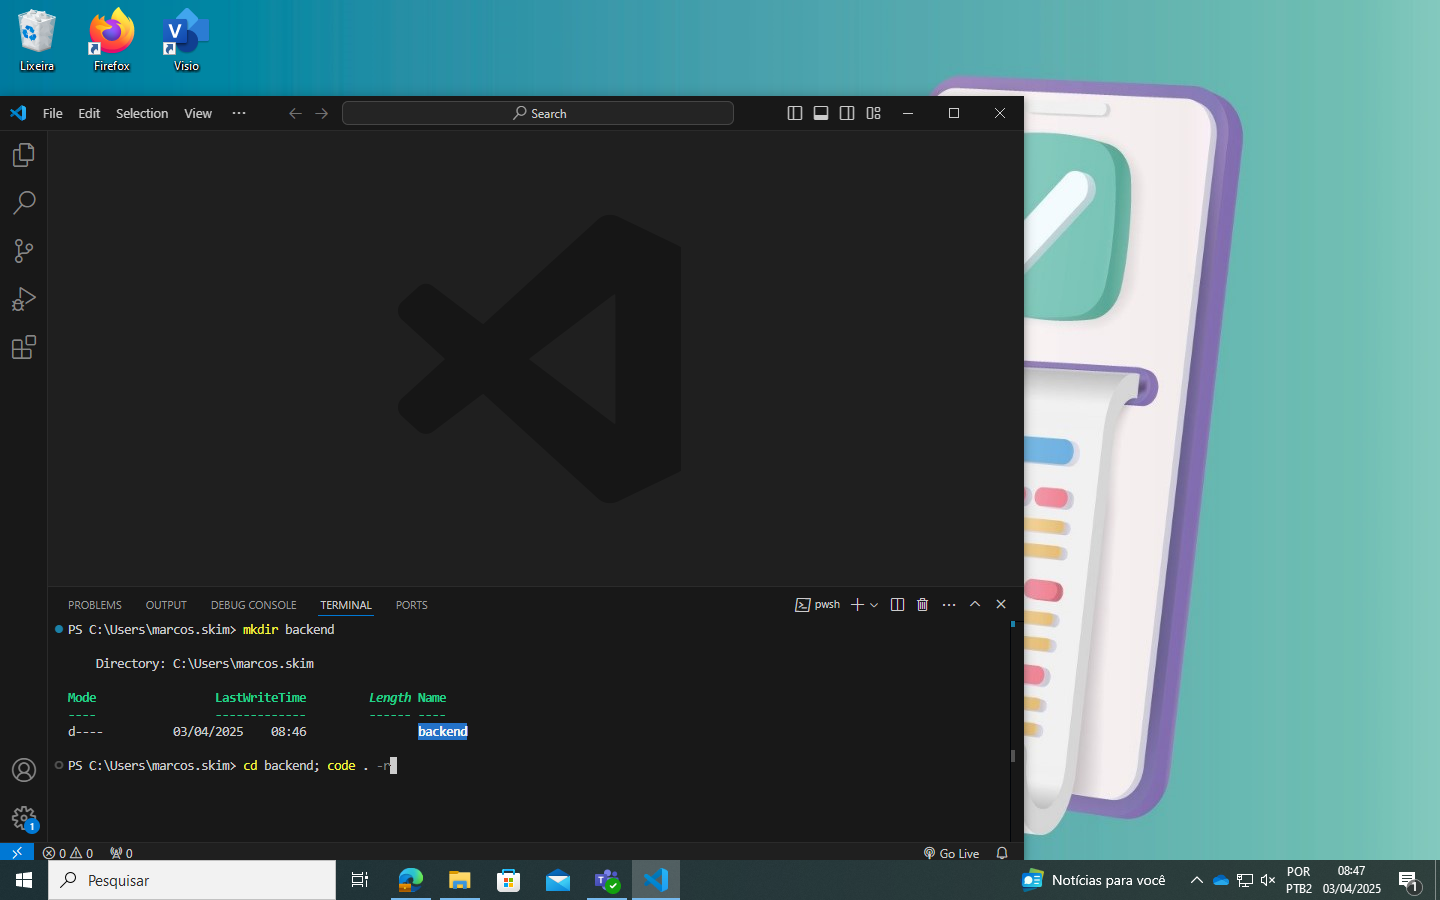 Lixeira
Firefox
Visio
File Edit Selection View ···
Search
PROBLEMS OUTPUT DEBUG CONSOLE TERMINAL PORTS
pwsh
PS C:\Users\marcos.skim> mkdir backend
Directory: C:\Users\marcos.skim
Mode LastWriteTime Length Name
---- ------------- ------ ----
d---- 03/04/2025 08:46 backend
PS C:\Users\marcos.skim> cd backend; code . -r
1
0 0 0
Go Live
Pesquisar
Notícias para você
POR
PTB2
08:47
03/04/2025
1